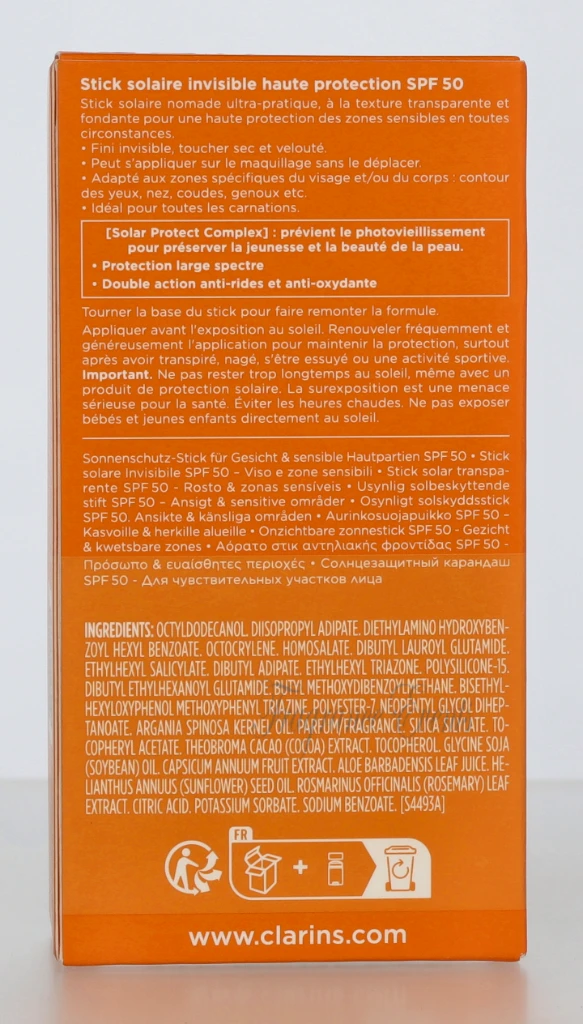 Stick solaire invisible haute protection SPF 50
Stick solaire nomade ultra-pratique, à la texture transparente et
fondante pour une haute protection des zones sensibles en toutes
circonstances.
• Fini invisible, toucher sec et velouté.
• Peut s'appliquer sur le maquillage sans le déplacer.
• Adapté aux zones spécifiques du visage et/ou du corps : contour
des yeux, nez, coudes, genoux etc.
• Idéal pour toutes les carnations.
[Solar Protect Complex] : prévient le photovieillissement
pour préserver la jeunesse et la beauté de la peau.
• Protection large spectre
• Double action anti-rides et anti-oxydante
Tourner la base du stick pour faire remonter la formule.
Appliquer avant l'exposition au soleil. Renouveler fréquemment et
généreusement l'application pour maintenir la protection, surtout
après avoir transpiré, nagé, s'être essuyé ou une activité sportive.
Important. Ne pas rester trop longtemps au soleil, même avec un
produit de protection solaire. La surexposition est une menace
sérieuse pour la santé. Éviter les heures chaudes. Ne pas exposer
bébés et jeunes enfants directement au soleil.
Sonnenschutz-Stick für Gesicht & sensible Hautpartien SPF 50 • Stick
solare Invisibile SPF 50 – Viso e zone sensibili • Stick solar transpa-
rente SPF 50 - Rosto & zonas sensíveis • Usynlig solbeskyttende
stift SPF 50 – Ansigt & sensitive områder • Osynligt solskyddsstick
SPF 50. Ansikte & känsliga områden • Aurinkosuojapuikko SPF 50 –
Kasvoille & herkille alueille • Onzichtbare zonnestick SPF 50 - Gezicht
& kwetsbare zones • Αόρατο στικ αντηλιακής φροντίδας SPF 50 -
Πρόσωπο & ευαίσθητες περιοχές • Солнцезащитный карандаш
SPF 50 - Для чувствительных участков лица
INGREDIENTS: OCTYLDODECANOL. DIISOPROPYL ADIPATE. DIETHYLAMINO HYDROXYBEN-
ZOYL HEXYL BENZOATE. OCTOCRYLENE. HOMOSALATE. DIBUTYL LAUROYL GLUTAMIDE.
ETHYLHEXYL SALICYLATE. DIBUTYL ADIPATE. ETHYLHEXYL TRIAZONE. POLYSILICONE-15.
DIBUTYL ETHYLHEXANOYL GLUTAMIDE. BUTYL METHOXYDIBENZOYLMETHANE. BISETHYL-
HEXYLOXYPHENOL METHOXYPHENYL TRIAZINE. POLYESTER-7. NEOPENTYL GLYCOL DIHEP-
TANOATE. ARGANIA SPINOSA KERNEL OIL. PARFUM/FRAGRANCE. SILICA SILYLATE. TO-
COPHERYL ACETATE. THEOBROMA CACAO (COCOA) EXTRACT. TOCOPHEROL. GLYCINE SOJA
(SOYBEAN) OIL. CAPSICUM ANNUUM FRUIT EXTRACT. ALOE BARBADENSIS LEAF JUICE. HE-
LIANTHUS ANNUUS (SUNFLOWER) SEED OIL. ROSMARINUS OFFICINALIS (ROSEMARY) LEAF
EXTRACT. CITRIC ACID. POTASSIUM SORBATE. SODIUM BENZOATE. [S4493A]
FR
+
www.clarins.com